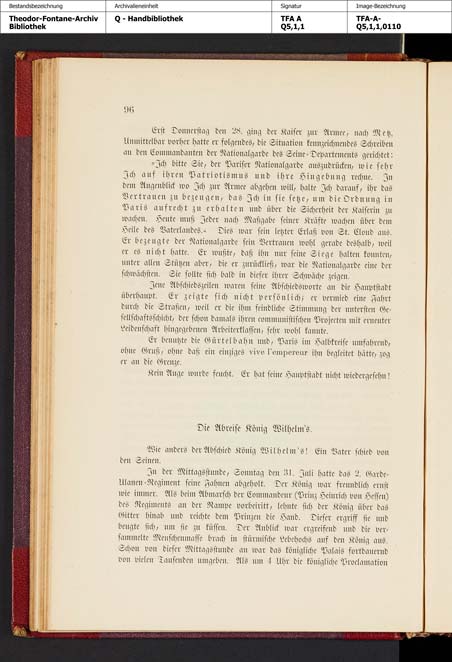 Bestandsbezeichnung
Archivalieneinheit
Signatur
Image-Bezeichnung
Theodor-Fontane-Archiv
Bibliothek
Q - Handbibliothek
TFA A
Q5,1,1
TFA-A-
Q5,1,1,0110
96
Erst Donnerstag den 28. ging der Kaiser zur Armee, nach Metz.
Unmittelbar vorher hatte er folgendes, die Situation kennzeichnendes Schreiben
an den Commandanten der Nationalgarde des Seine-Departements gerichtet:
»Ich bitte Sie, der Pariser Nationalgarde auszudrücken, wie sehr
Ich auf ihren Patriotismus und ihre Hingebung rechne. In
dem Augenblick wo Ich zur Armee abgehen will, halte Ich darauf, ihr das
Vertrauen zu bezeugen, das Ich in sie setze, um die Ordnung in
Paris aufrecht zu erhalten und über die Sicherheit der Kaiserin zu
wachen. Heute muß Jeder nach Maßgabe seiner Kräfte wachen über dem
Heile des Vaterlandes.« Dies war sein letzter Erlaß von St. Cloud aus.
Er bezeugte der Nationalgarde sein Vertrauen wohl gerade deshalb, weil
er es nicht hatte. Er wußte, daß ihn nur seine Siege halten konnten;
unter allen Stützen aber, die er zurückließ, war die Nationalgarde eine der
schwächsten. Sie sollte sich bald in dieser ihrer Schwäche zeigen.
Jene Abschiedszeilen waren seine Abschiedsworte an die Hauptstadt
überhaupt. Er zeigte sich nicht persönlich; er vermied eine Fahrt
durch die Straßen, weil er die ihm feindliche Stimmung der untersten Ge-
sellschaftsschicht, der schon damals ihren communistischen Projecten mit erneuter
Leidenschaft hingegebenen Arbeiterklassen, sehr wohl kannte.
Er benutzte die Gürtelbahn und, Paris im Halbkreise umfahrend,
ohne Gruß, ohne daß ein einziges vive l'empereur ihn begleitet hätte, zog
er an die Grenze.
Kein Auge wurde feucht. Er hat seine Hauptstadt nicht wiedergesehn!
Die Abreise König Wilhelm's.
Wie anders der Abschied König Wilhelm's! Ein Vater schied von
den Seinen.
In der Mittagsstunde, Sonntag den 31. Juli hatte das 2. Garde-
Ulanen-Regiment seine Fahnen abgeholt. Der König war freundlich ernst
wie immer. Als beim Abmarsch der Commandeur (Prinz Heinrich von Hessen)
des Regiments an der Rampe vorbeiritt, lehnte sich der König über das
Gitter hinab und reichte dem Prinzen die Hand. Dieser ergriff sie und
beugte sich, um sie zu küssen. Der Anblick war ergreifend und die ver-
sammelte Menschenmasse brach in stürmische Lebehochs auf den König aus.
Schon von dieser Mittagsstunde an war das königliche Palais fortdauernd
von vielen Tausenden umgeben. Als um 4 Uhr die königliche Proclamation